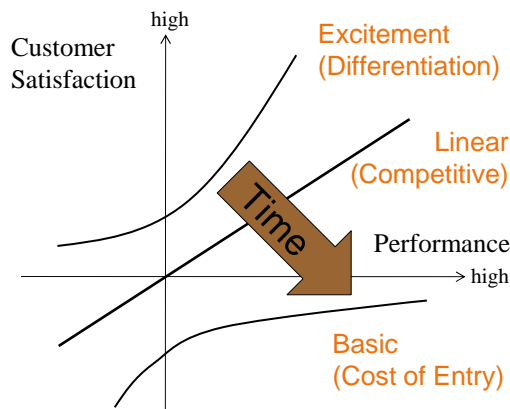 high
Customer
Satisfaction
Excitement
(Differentiation)
Linear
(Competitive)
Time
Performance
high
Basic
(Cost of Entry)